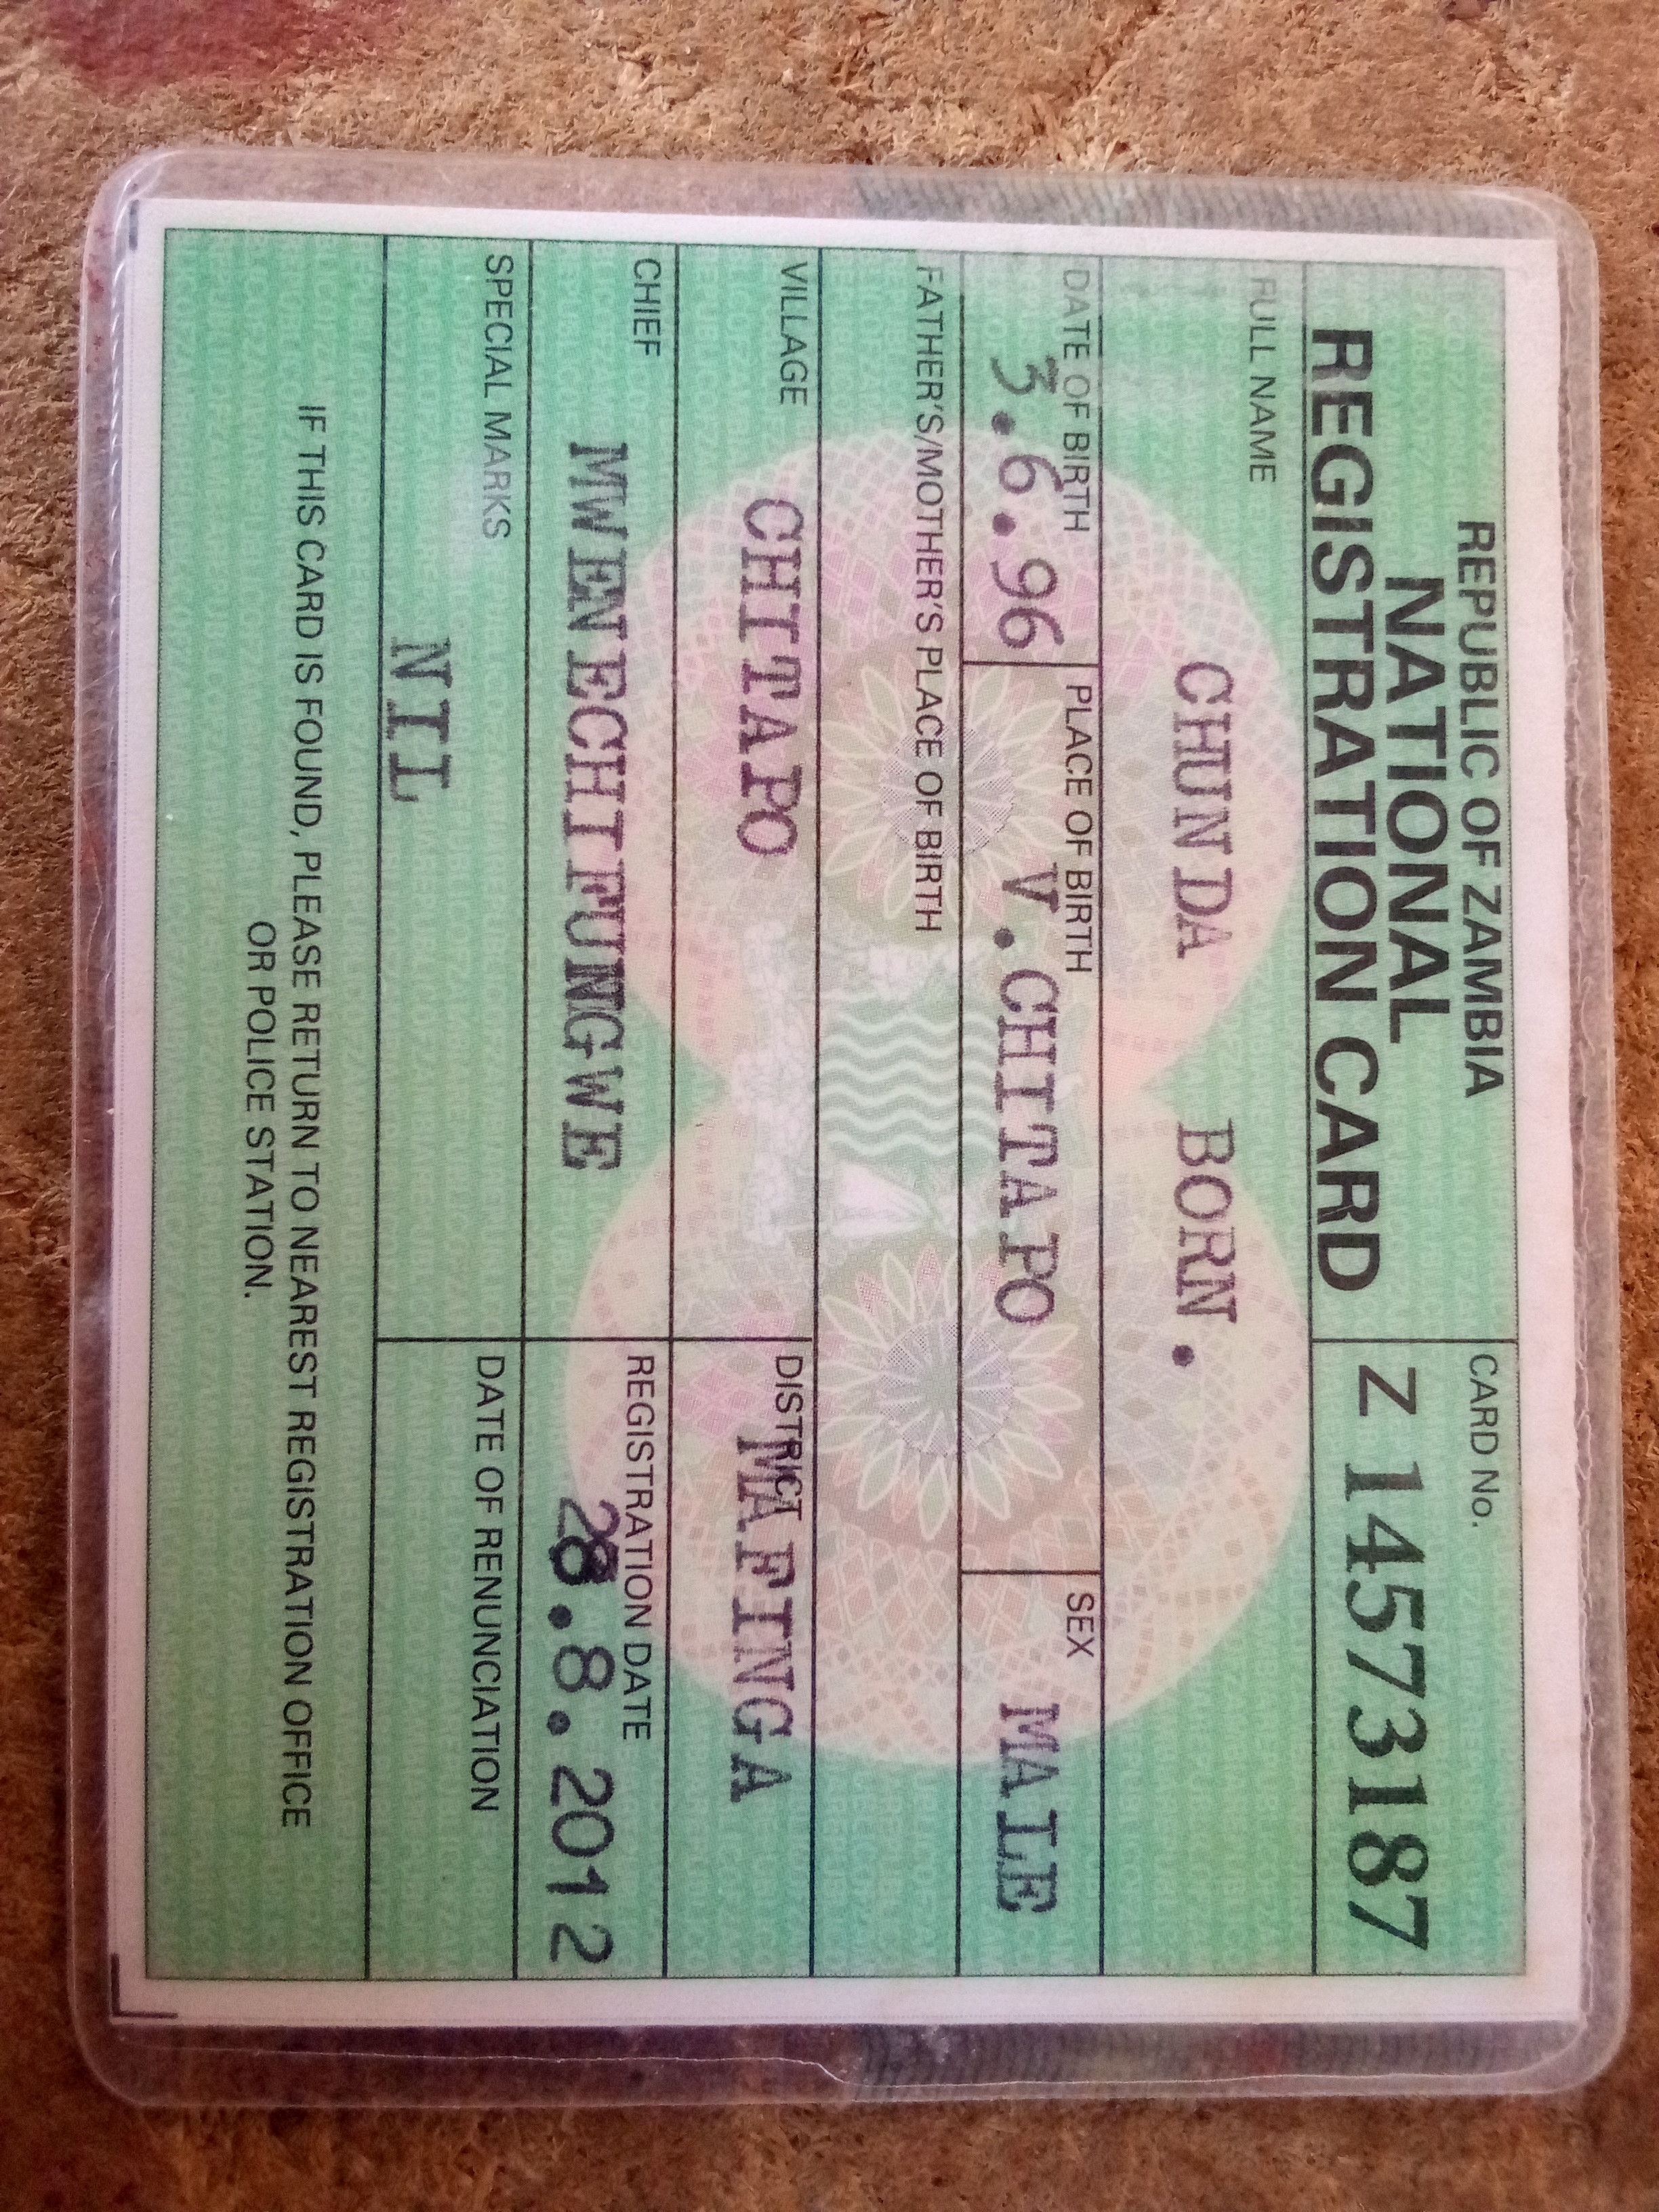 REPUBLIC OF ZAMBIA
NATIONAL
REGISTRATION CARD
CARD No.
Z 14573187
FULL NAME
CHUNDA BORN.
DATE OF BIRTH
3.6.96
PLACE OF BIRTH
V.CHITAPO
SEX
MALE
FATHER'S/MOTHER'S PLACE OF BIRTH
VILLAGE
CHITAPO
DISTRICT
MAFINGA
CHIEF
MWENECHIFUNGWE
REGISTRATION DATE
28.8.2012
SPECIAL MARKS
NIL
DATE OF RENUNCIATION
IF THIS CARD IS FOUND, PLEASE RETURN TO NEAREST REGISTRATION OFFICE
OR POLICE STATION.